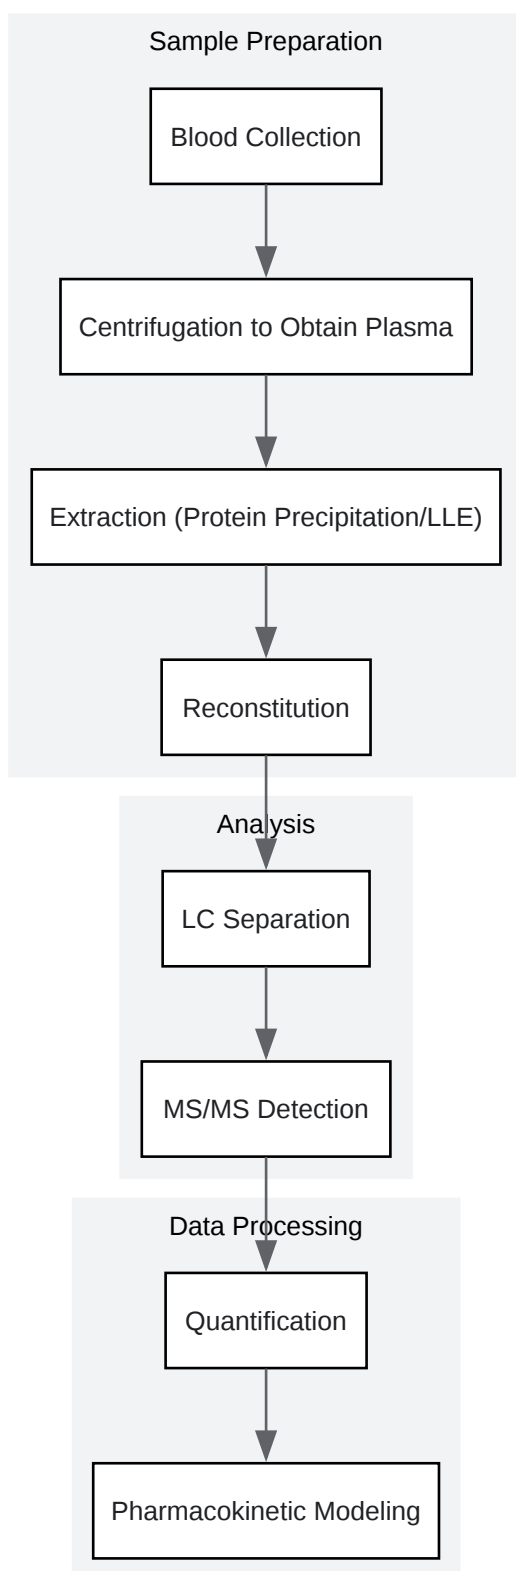 Sample Preparation
Blood Collection
Centrifugation to Obtain Plasma
Extraction (Protein Precipitation/LLE)
Reconstitution
Analysis
LC Separation
MS/MS Detection
Data Processing
Quantification
Pharmacokinetic Modeling